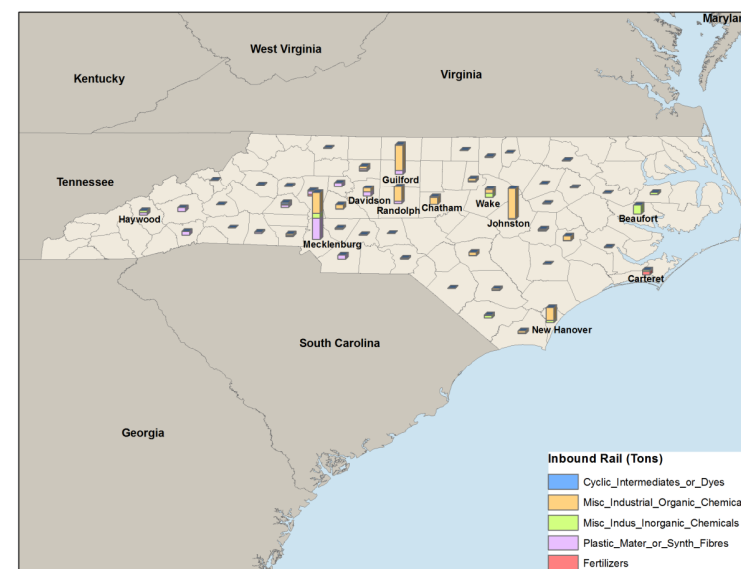 Maryla
West Virginia
Kentucky
Virginia
Tennessee
Guilford
Davidson
Randolph
Chatham
Wake
Johnston
Beaufort
Haywood
Mecklenburg
Carteret
New Hanover
South Carolina
Georgia
Inbound Rail (Tons)
Cyclic_Intermediates_or_Dyes
Misc_Industrial_Organic_Chemica
Misc_Indus_Inorganic_Chemicals
Plastic_Mater_or_Synth_Fibres
Fertilizers